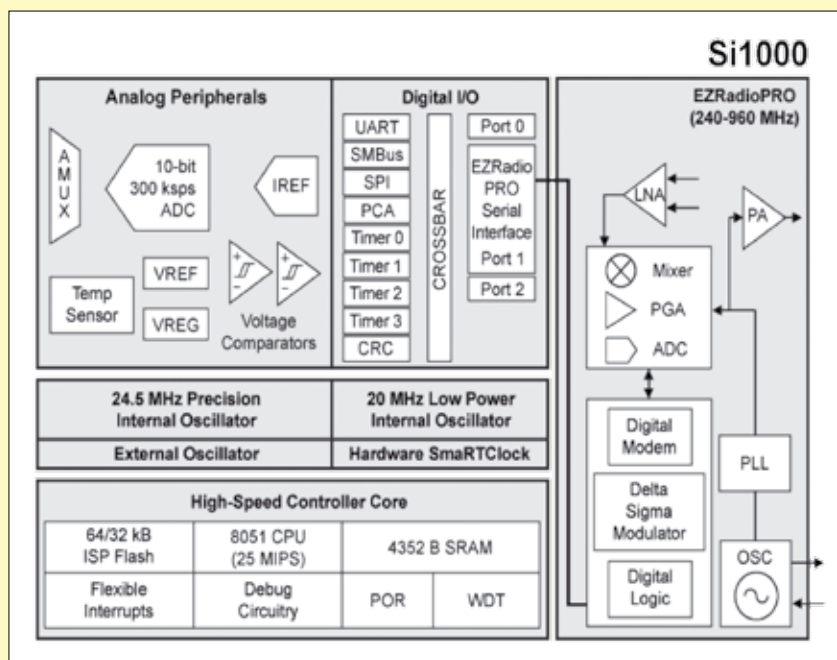 Si1000
Analog Peripherals
A
M
U
X
10-bit
300 ksps
ADC
IREF
Temp
Sensor
VREF
VREG
+
-
+
-
Voltage
Comparators
Digital I/O
UART
SMBus
SPI
PCA
Timer 0
Timer 1
Timer 2
Timer 3
CRC
CROSSBAR
Port 0
EZRadio
PRO
Serial
Interface
Port 1
Port 2
EZRadioPRO
(240-960 MHz)
LNA
PA
Mixer
PGA
ADC
Digital
Modem
Delta
Sigma
Modulator
Digital
Logic
PLL
OSC
24.5 MHz Precision
Internal Oscillator
20 MHz Low Power
Internal Oscillator
External Oscillator
Hardware SmaRTClock
High-Speed Controller Core
64/32 kB
ISP Flash
8051 CPU
(25 MIPS)
4352 B SRAM
Flexible
Interrupts
Debug
Circuitry
POR
WDT